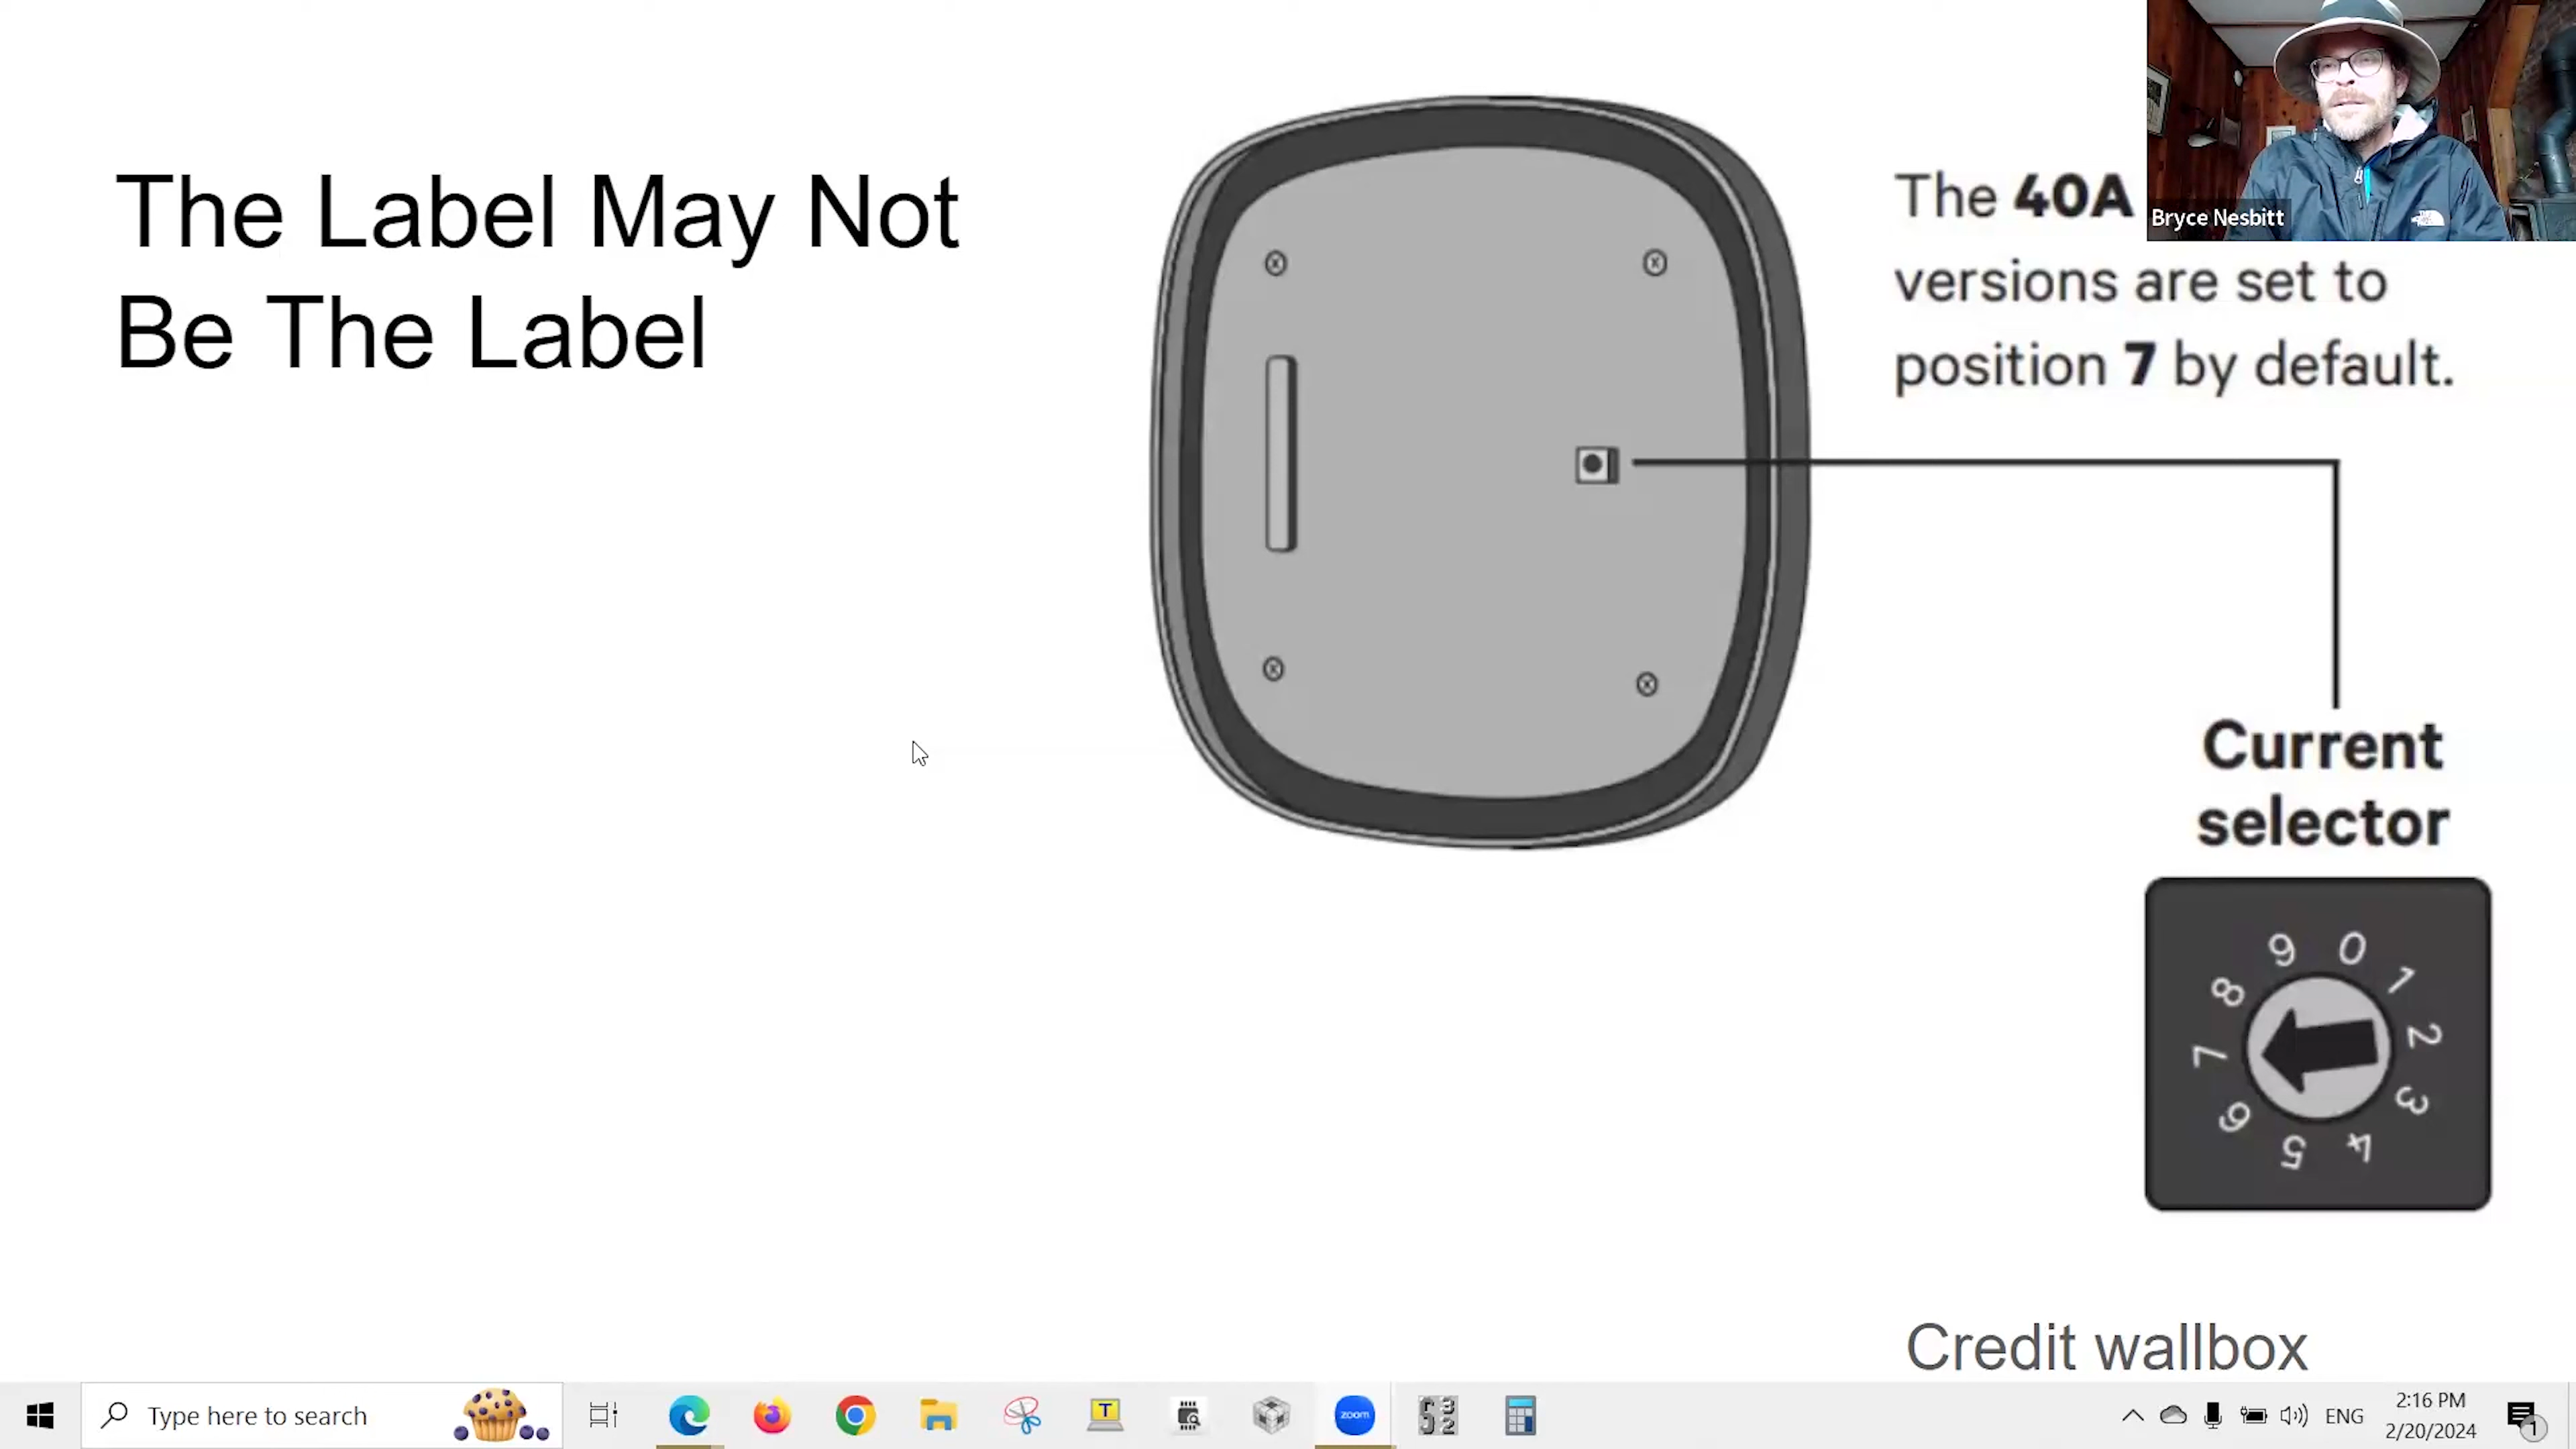 The Label May Not
Be The Label
The 40A
versions are set to
position 7 by default.
Bryce Nesbitt
Current
selector
0
1
2
3
4
5
6
7
8
9
Credit wallbox
Type here to search
T
zoom
ENG
2:16 PM
2/20/2024
1